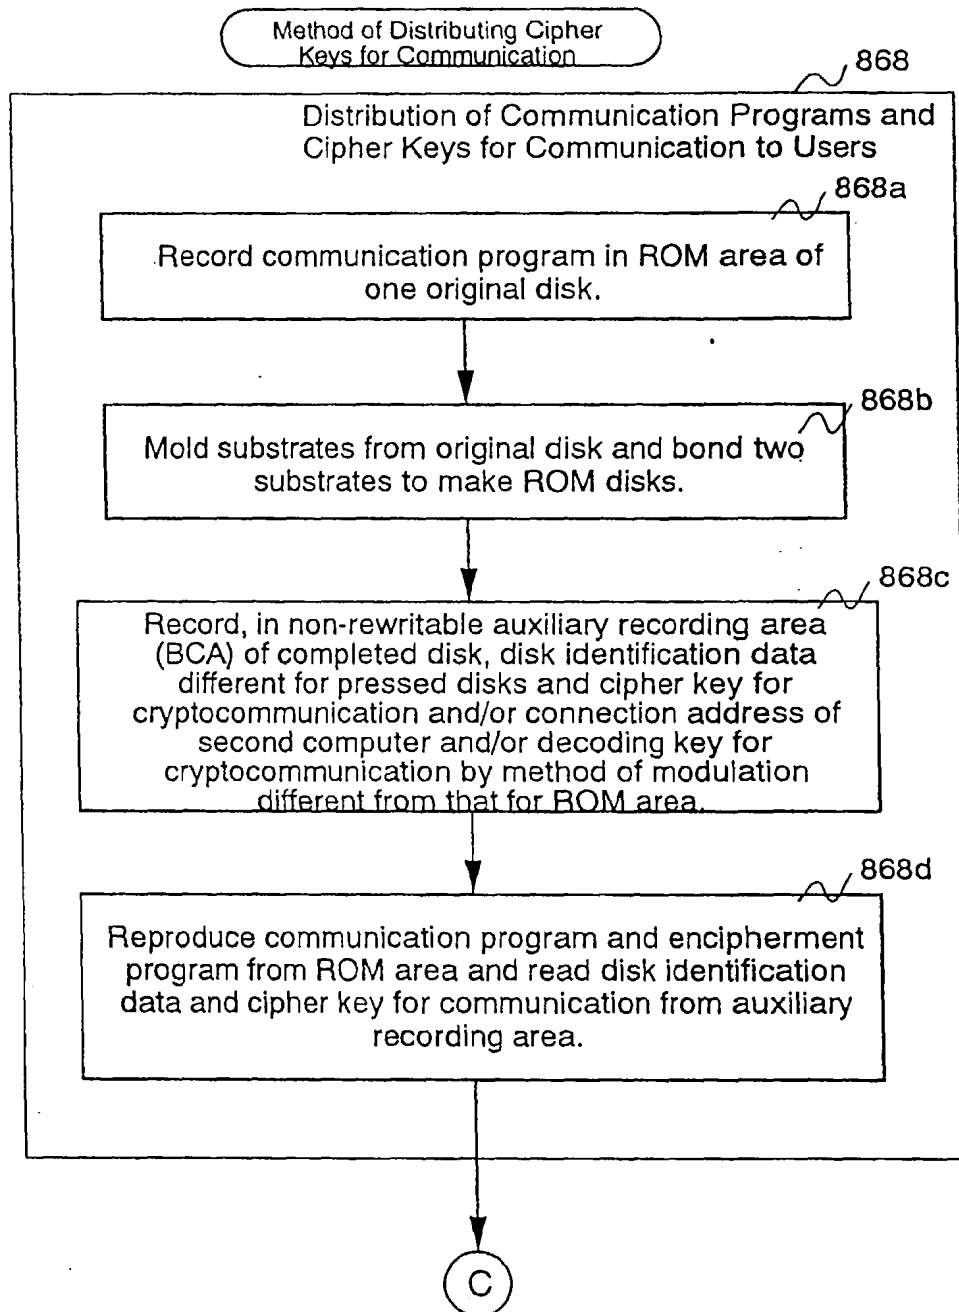 Method of Distributing Cipher
Keys for Communication
868
Distribution of Communication Programs and
Cipher Keys for Communication to Users
868a
Record communication program in ROM area of
one original disk.
868b
Mold substrates from original disk and bond two
substrates to make ROM disks.
868c
Record, in non-rewritable auxiliary recording area
(BCA) of completed disk, disk identification data
different for pressed disks and cipher key for
cryptocommunication and/or connection address of
second computer and/or decoding key for
cryptocommunication by method of modulation
different from that for ROM area.
868d
Reproduce communication program and encipherment
program from ROM area and read disk identification
data and cipher key for communication from auxiliary
recording area.
C